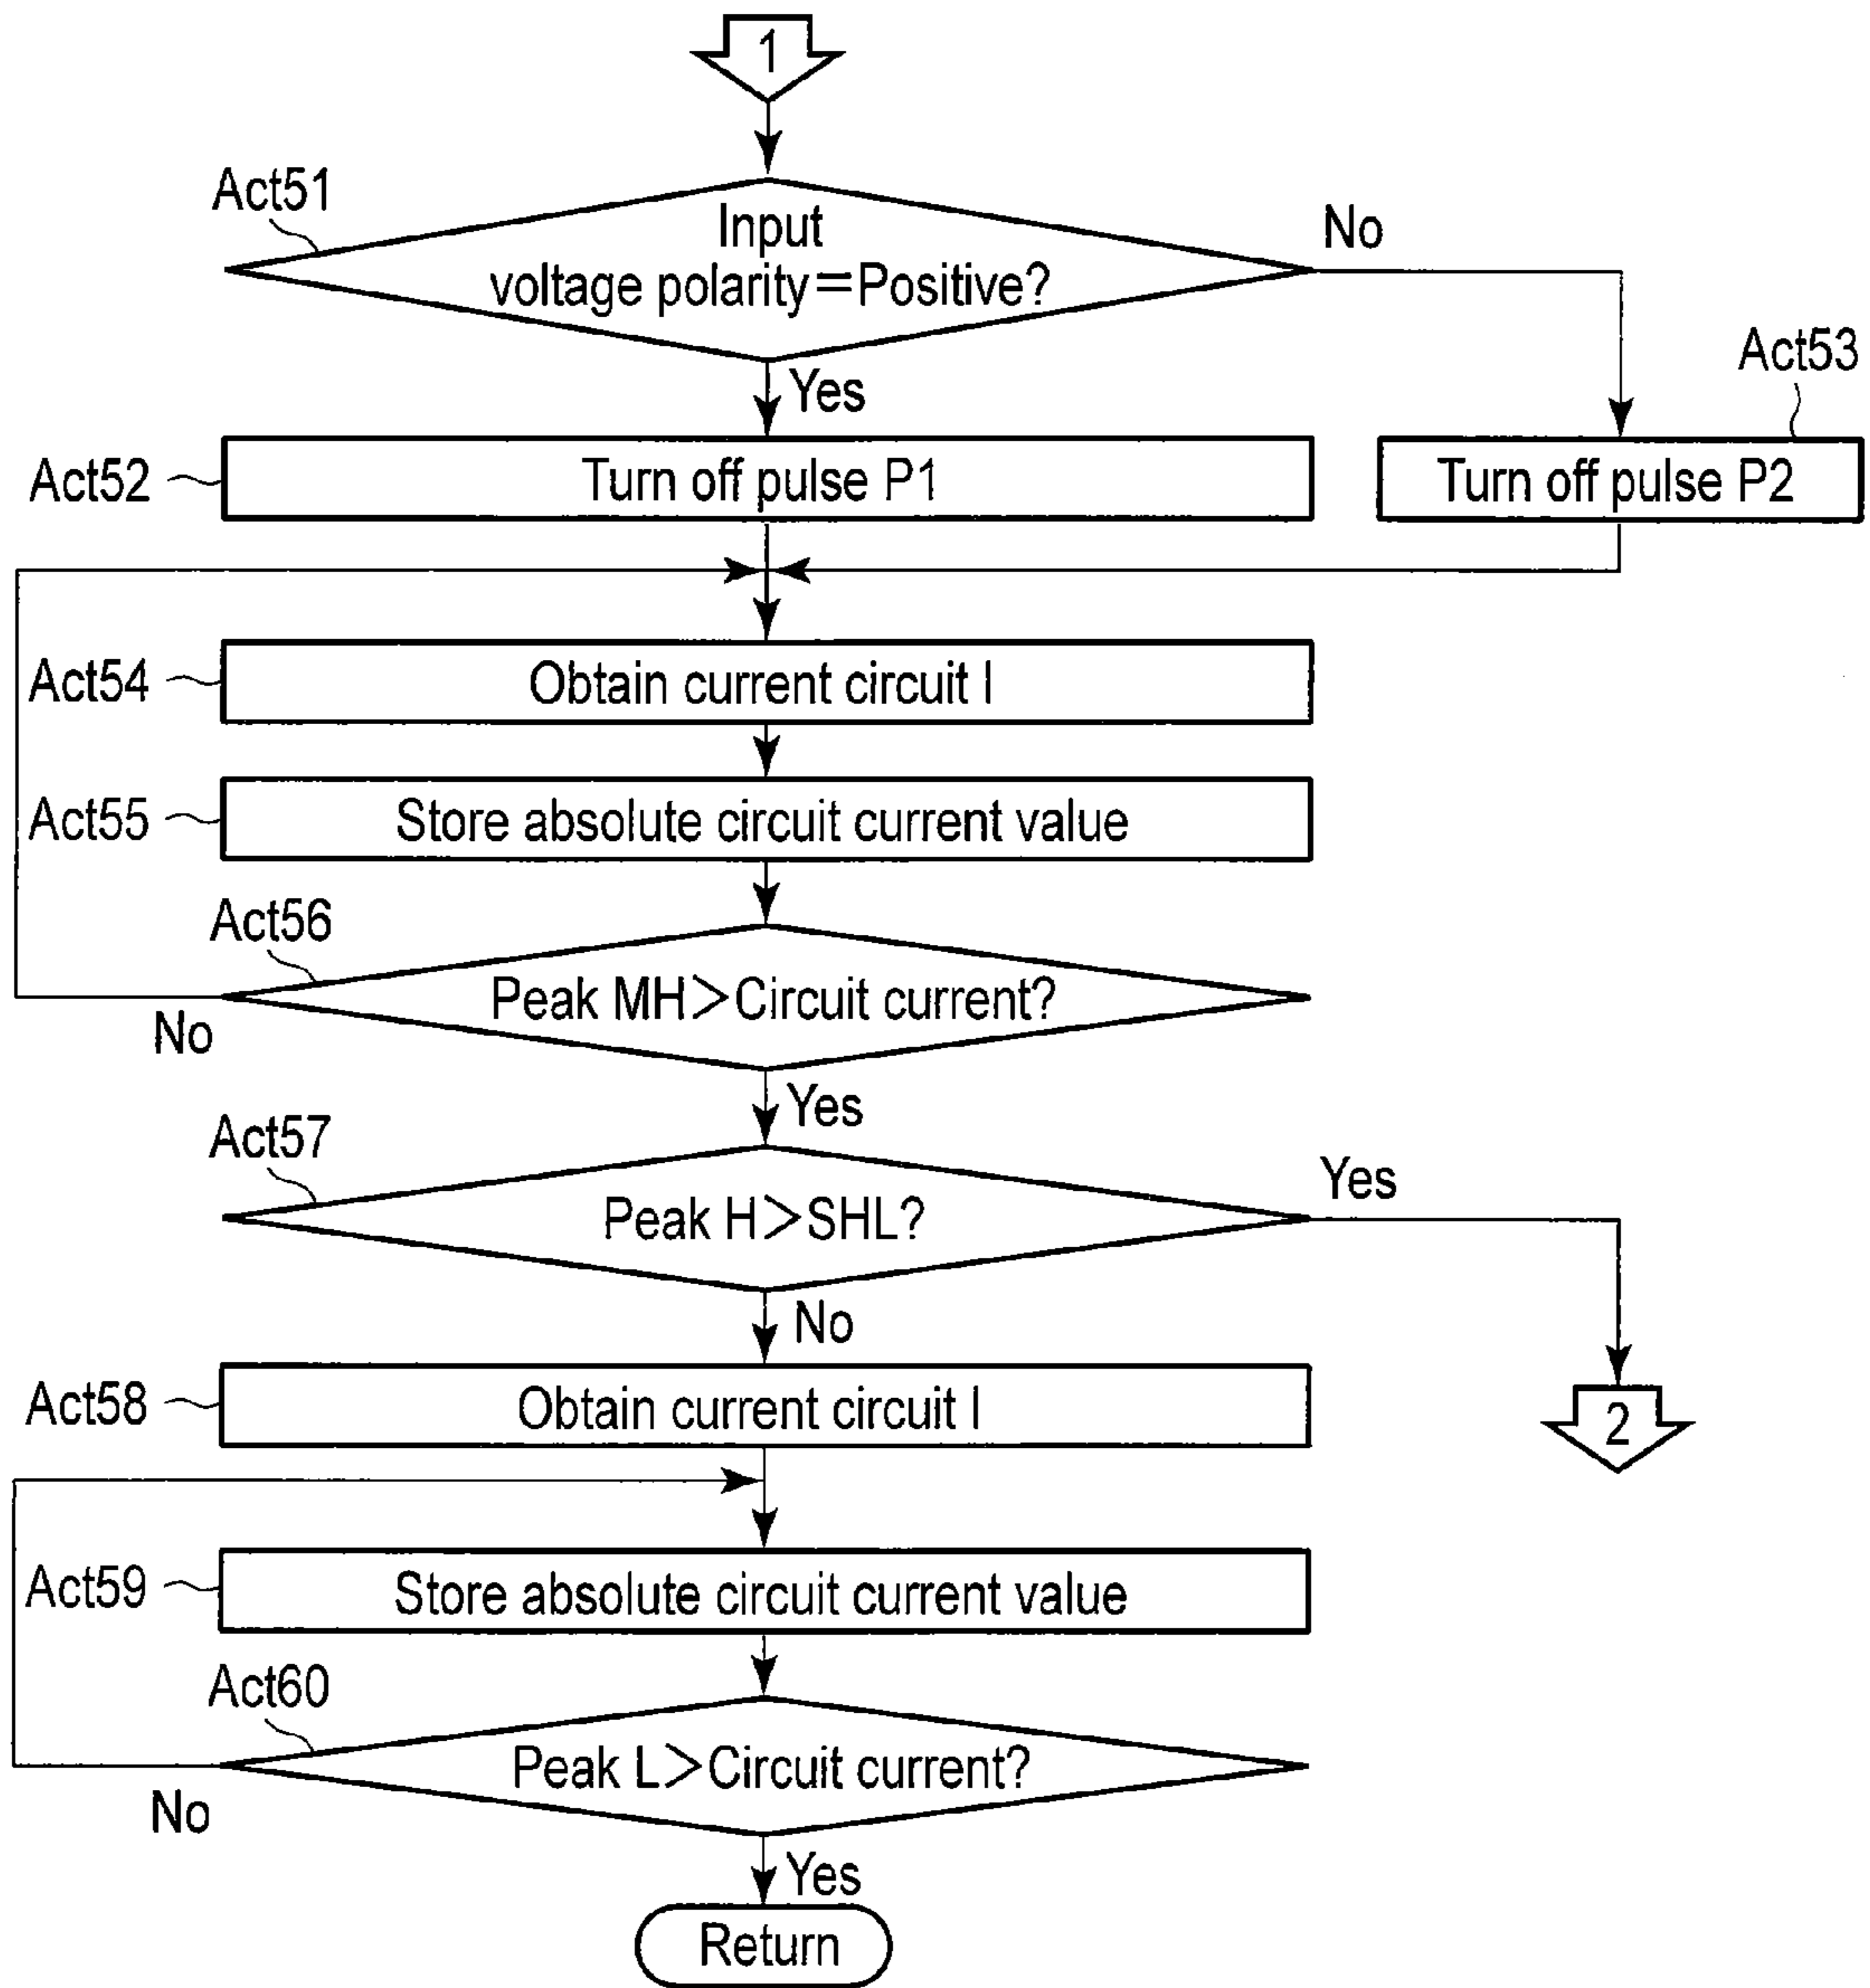 1
Act51
Input
voltage polarity=Positive?
No
Yes
Act53
Act52
Turn off pulse P1
Turn off pulse P2
Act54
Obtain current circuit I
Act55
Store absolute circuit current value
Act56
Peak MH>Circuit current?
No
Yes
Act57
Peak H>SHL?
Yes
No
Act58
Obtain current circuit I
2
Act59
Store absolute circuit current value
Act60
Peak L>Circuit current?
No
Yes
Return